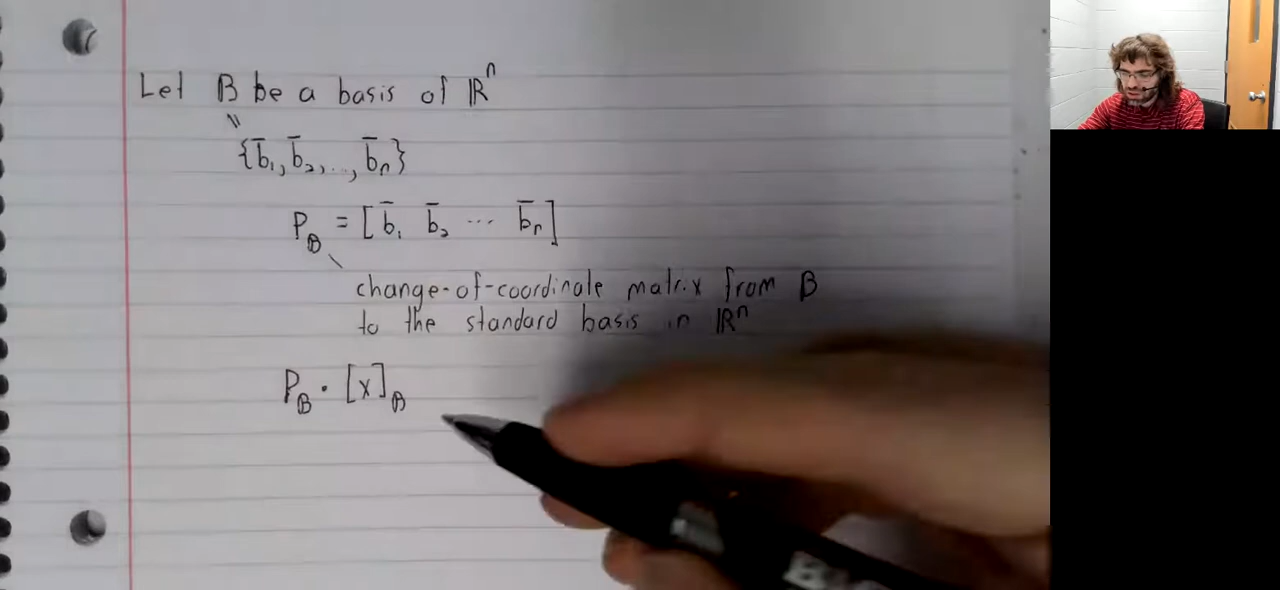 Let B be a basis of ℝⁿ
"
{b̄₁, b̄₂, ..., b̄ₙ}
P_B = [b̄₁ b̄₂ ⋯ b̄ₙ]
change-of-coordinate matrix from B
to the standard basis in ℝⁿ
P_B · [x]_B